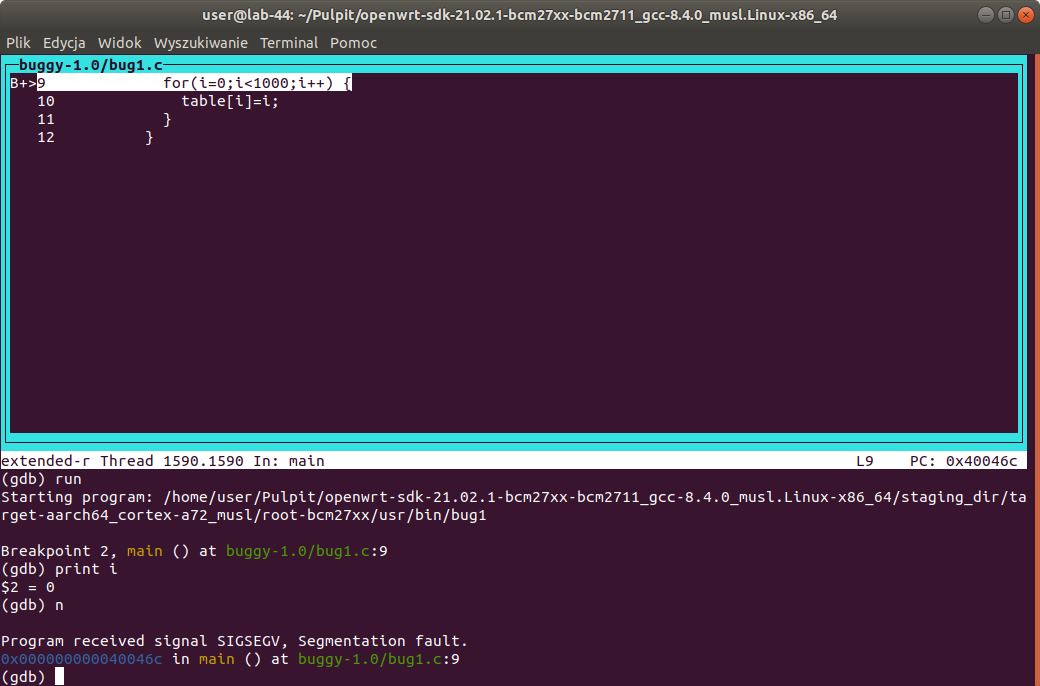 user@lab-44: ~/Pulpit/openwrt-sdk-21.02.1-bcm27xx-bcm2711_gcc-8.4.0_musl.Linux-x86_64
Plik Edycja Widok Wyszukiwanie Terminal Pomoc
buggy-1.0/bug1.c
B+>9             for(i=0;i<1000;i++) {
   10              table[i]=i;
   11            }
   12          }
extended-r Thread 1590.1590 In: main                                                           L9    PC: 0x40046c
(gdb) run
Starting program: /home/user/Pulpit/openwrt-sdk-21.02.1-bcm27xx-bcm2711_gcc-8.4.0_musl.Linux-x86_64/staging_dir/ta
rget-aarch64_cortex-a72_musl/root-bcm27xx/usr/bin/bug1
Breakpoint 2, main () at buggy-1.0/bug1.c:9
(gdb) print i
$2 = 0
(gdb) n
Program received signal SIGSEGV, Segmentation fault.
0x000000000040046c in main () at buggy-1.0/bug1.c:9
(gdb)